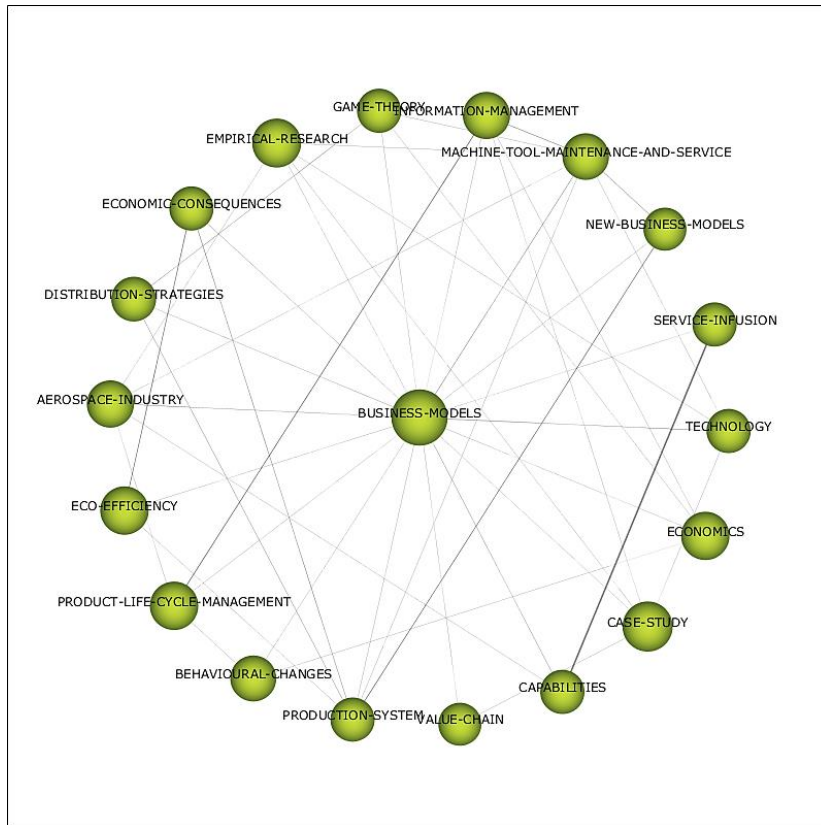 GAME-THEORY
INFORMATION-MANAGEMENT
EMPIRICAL-RESEARCH
MACHINE-TOOL-MAINTENANCE-AND-SERVICE
ECONOMIC-CONSEQUENCES
NEW-BUSINESS-MODELS
DISTRIBUTION-STRATEGIES
SERVICE-INFUSION
AEROSPACE-INDUSTRY
BUSINESS-MODELS
TECHNOLOGY
ECO-EFFICIENCY
ECONOMICS
PRODUCT-LIFE-CYCLE-MANAGEMENT
CASE-STUDY
BEHAVIOURAL-CHANGES
CAPABILITIES
PRODUCTION-SYSTEM
VALUE-CHAIN